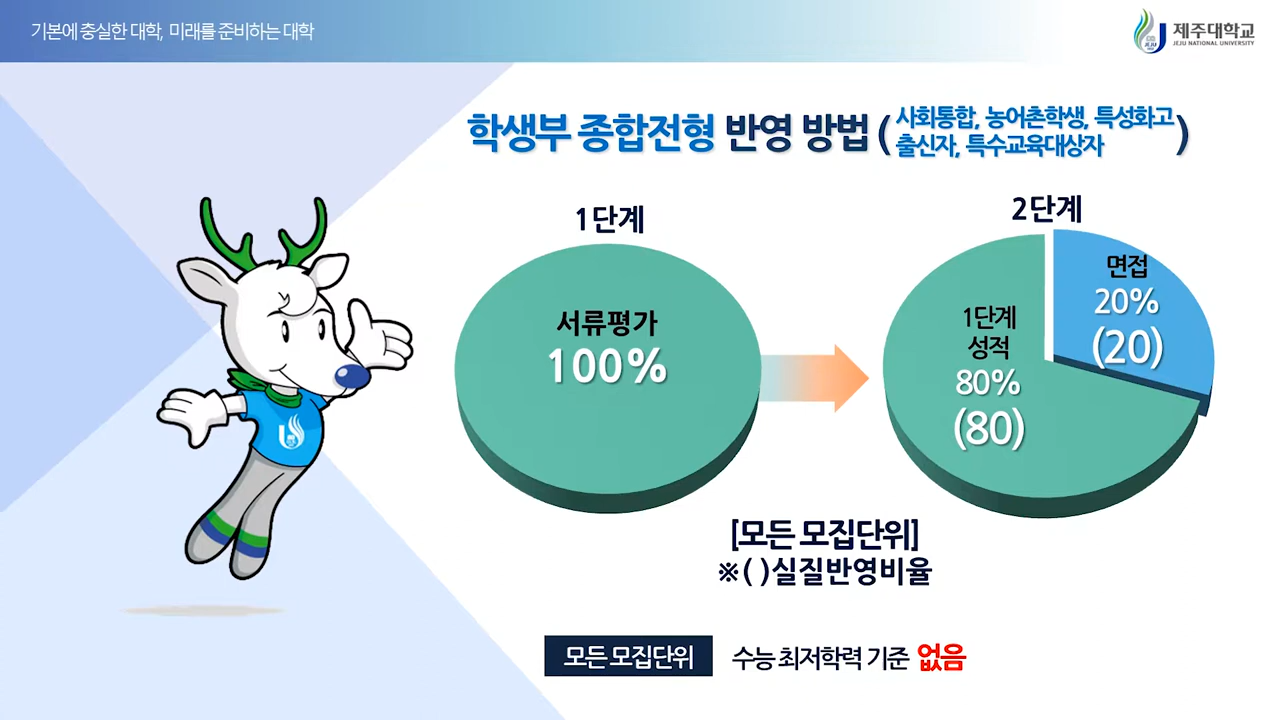 기본에 충실한 대학, 미래를 준비하는 대학
제주대학교
JEJU NATIONAL UNIVERSITY
학생부 종합전형 반영 방법 (사회통합, 농어촌학생, 특성화고
출신자, 특수교육대상자)
1단계
서류평가
100%
2단계
면접
20%
(20)
1단계
성적
80%
(80)
[모든 모집단위]
※( )실질반영비율
모든 모집단위 수능 최저학력 기준 없음